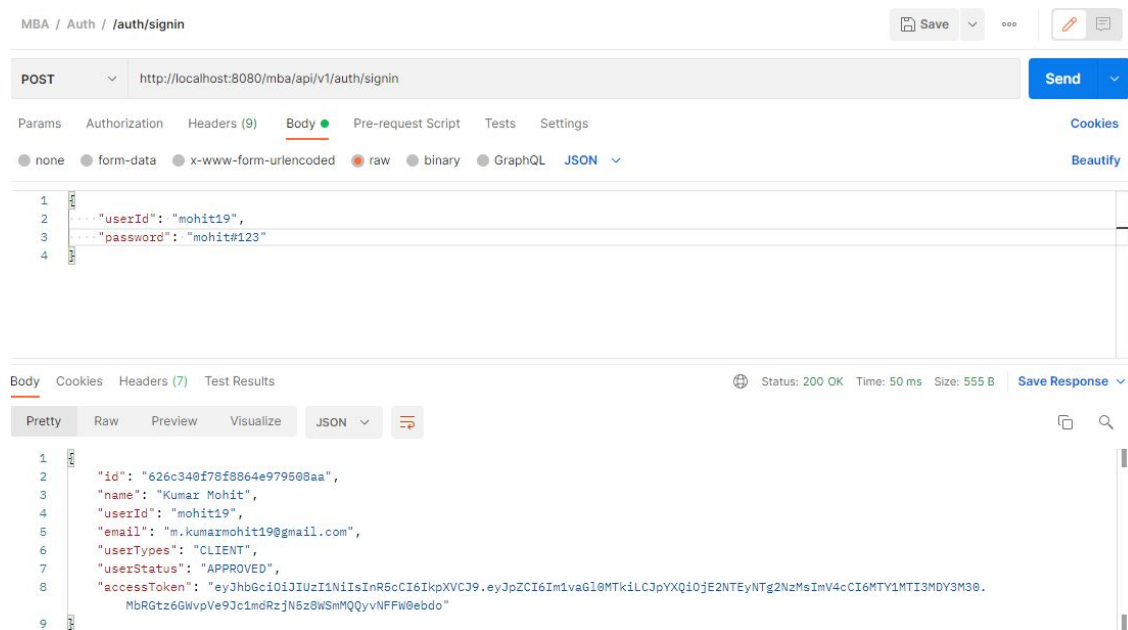 MBA / Auth / /auth/signin
Save
POST http://localhost:8080/mba/api/v1/auth/signin Send
Params Authorization Headers (9) Body Pre-request Script Tests Settings Cookies
none form-data x-www-form-urlencoded raw binary GraphQL JSON Beautify
1 {
2 "userId": "mohit19",
3 "password": "mohit#123"
4 }
Body Cookies Headers (7) Test Results Status: 200 OK Time: 50 ms Size: 555 B Save Response
Pretty Raw Preview Visualize JSON
1 {
2 "id": "626c340f78f8864e979508aa",
3 "name": "Kumar Mohit",
4 "userId": "mohit19",
5 "email": "m.kumarmohit19@gmail.com",
6 "userTypes": "CLIENT",
7 "userStatus": "APPROVED",
8 "accessToken": "eyJhbGciOiJIUzI1NiIsInR5cCI6IkpXVCJ9.eyJpZCI6Im1vaGl0MTkiLCJpYXQiOjE2NTEyNTg2NzMsImV4cCI6MTY1MTI3MDY3M30.
MbRGtz6GWvpVe9Jc1mdRzjN5z8WSmMQQyvNFFW0ebdo"
9 }